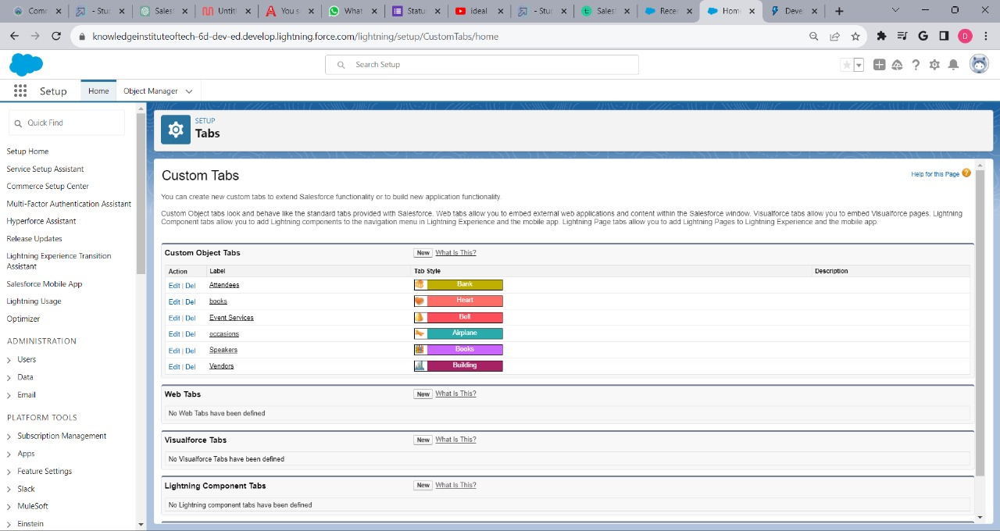 Comr
- Stud
Salesf
Untitl
You s
What
Status
ideal
- Stud
Salesf
Recen
Home
Devel
knowledgeinstituteoftech-6d-dev-ed.develop.lightning.force.com/lightning/setup/CustomTabs/home
D
Search Setup
Setup
Home
Object Manager
Quick Find
Setup Home
Service Setup Assistant
Commerce Setup Center
Multi-Factor Authentication Assistant
Hyperforce Assistant
Release Updates
Lightning Experience Transition
Assistant
Salesforce Mobile App
Lightning Usage
Optimizer
ADMINISTRATION
Users
Data
Email
PLATFORM TOOLS
Subscription Management
Apps
Feature Settings
Slack
MuleSoft
Einstein
SETUP
Tabs
Custom Tabs
Help for this Page
You can create new custom tabs to extend Salesforce functionality or to build new application functionality.
Custom Object tabs look and behave like the standard tabs provided with Salesforce. Web tabs allow you to embed external web applications and content within the Salesforce window. Visualforce tabs allow you to embed Visualforce pages. Lightning
Component tabs allow you to add Lightning components to the navigation menu in Lightning Experience and the mobile app. Lightning Page tabs allow you to add Lightning Pages to Lightning Experience and the mobile app.
Custom Object Tabs New What Is This?
Action Label Tab Style Description
Edit | Del Attendees Bank
Edit | Del books Heart
Edit | Del Event Services Bell
Edit | Del occasions Airplane
Edit | Del Speakers Books
Edit | Del Vendors Building
Web Tabs New What Is This?
No Web Tabs have been defined
Visualforce Tabs New What Is This?
No Visualforce Tabs have been defined
Lightning Component Tabs New What Is This?
No Lightning component tabs have been defined